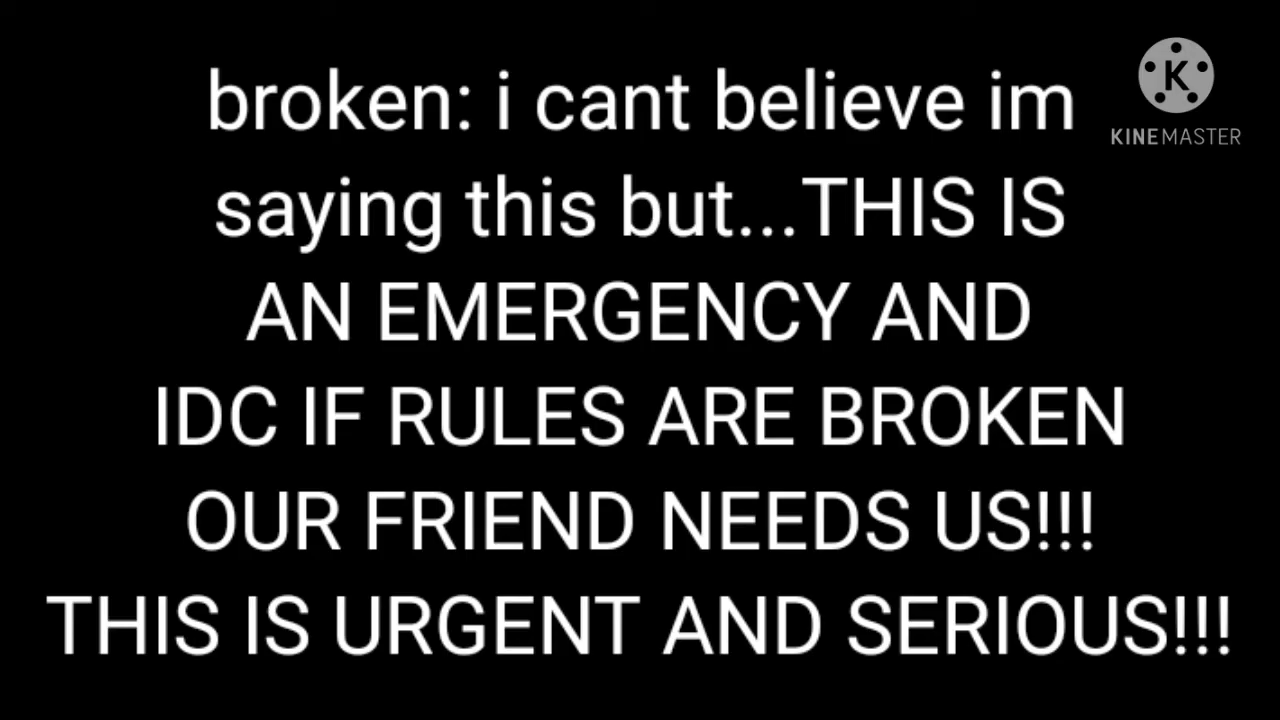 broken: i cant believe im
saying this but...THIS IS
AN EMERGENCY AND
IDC IF RULES ARE BROKEN
OUR FRIEND NEEDS US!!!
THIS IS URGENT AND SERIOUS!!!
K
KINEMASTER